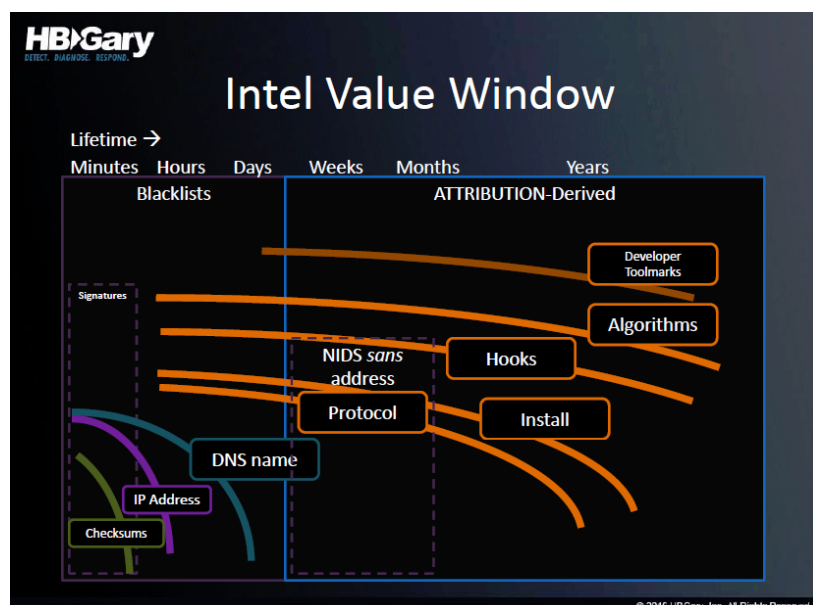 HBGary
DETECT. DIAGNOSE. RESPOND.
Intel Value Window
Lifetime →
Minutes Hours Days Weeks Months Years
Blacklists ATTRIBUTION-Derived
Developer
Toolmarks
Signatures
Algorithms
NIDS sans
address
Hooks
Protocol
Install
DNS name
IP Address
Checksums